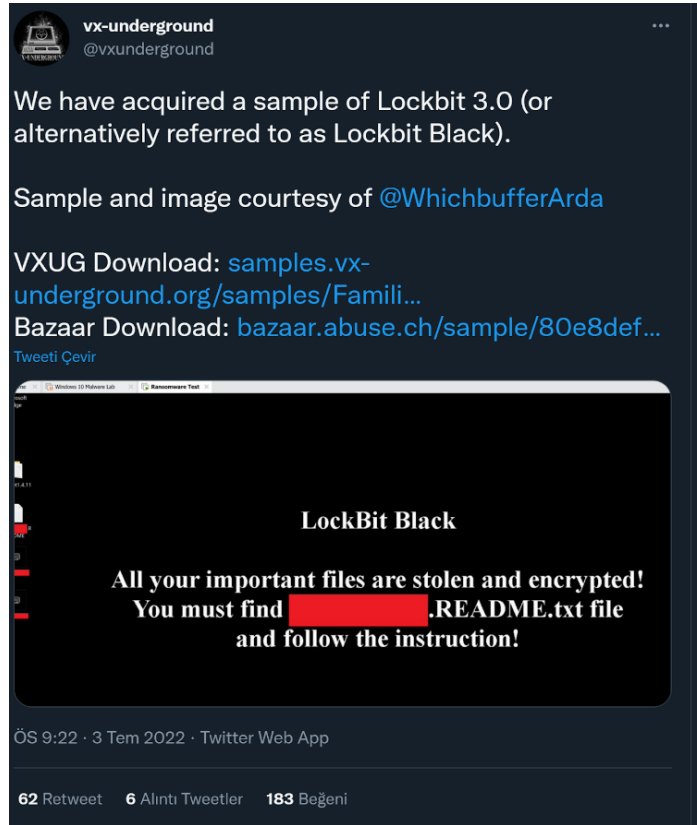 vx-underground
@vxunderground
We have acquired a sample of Lockbit 3.0 (or
alternatively referred to as Lockbit Black).
Sample and image courtesy of @WhichbufferArda
VXUG Download: samples.vx-
underground.org/samples/Famili...
Bazaar Download: bazaar.abuse.ch/sample/80e8def...
Tweeti Çevir
Windows 10 Malware Lab
Ransomware Test
LockBit Black
All your important files are stolen and encrypted!
You must find .README.txt file
and follow the instruction!
ÖS 9:22 · 3 Tem 2022 · Twitter Web App
62 Retweet 6 Alıntı Tweetler 183 Beğeni